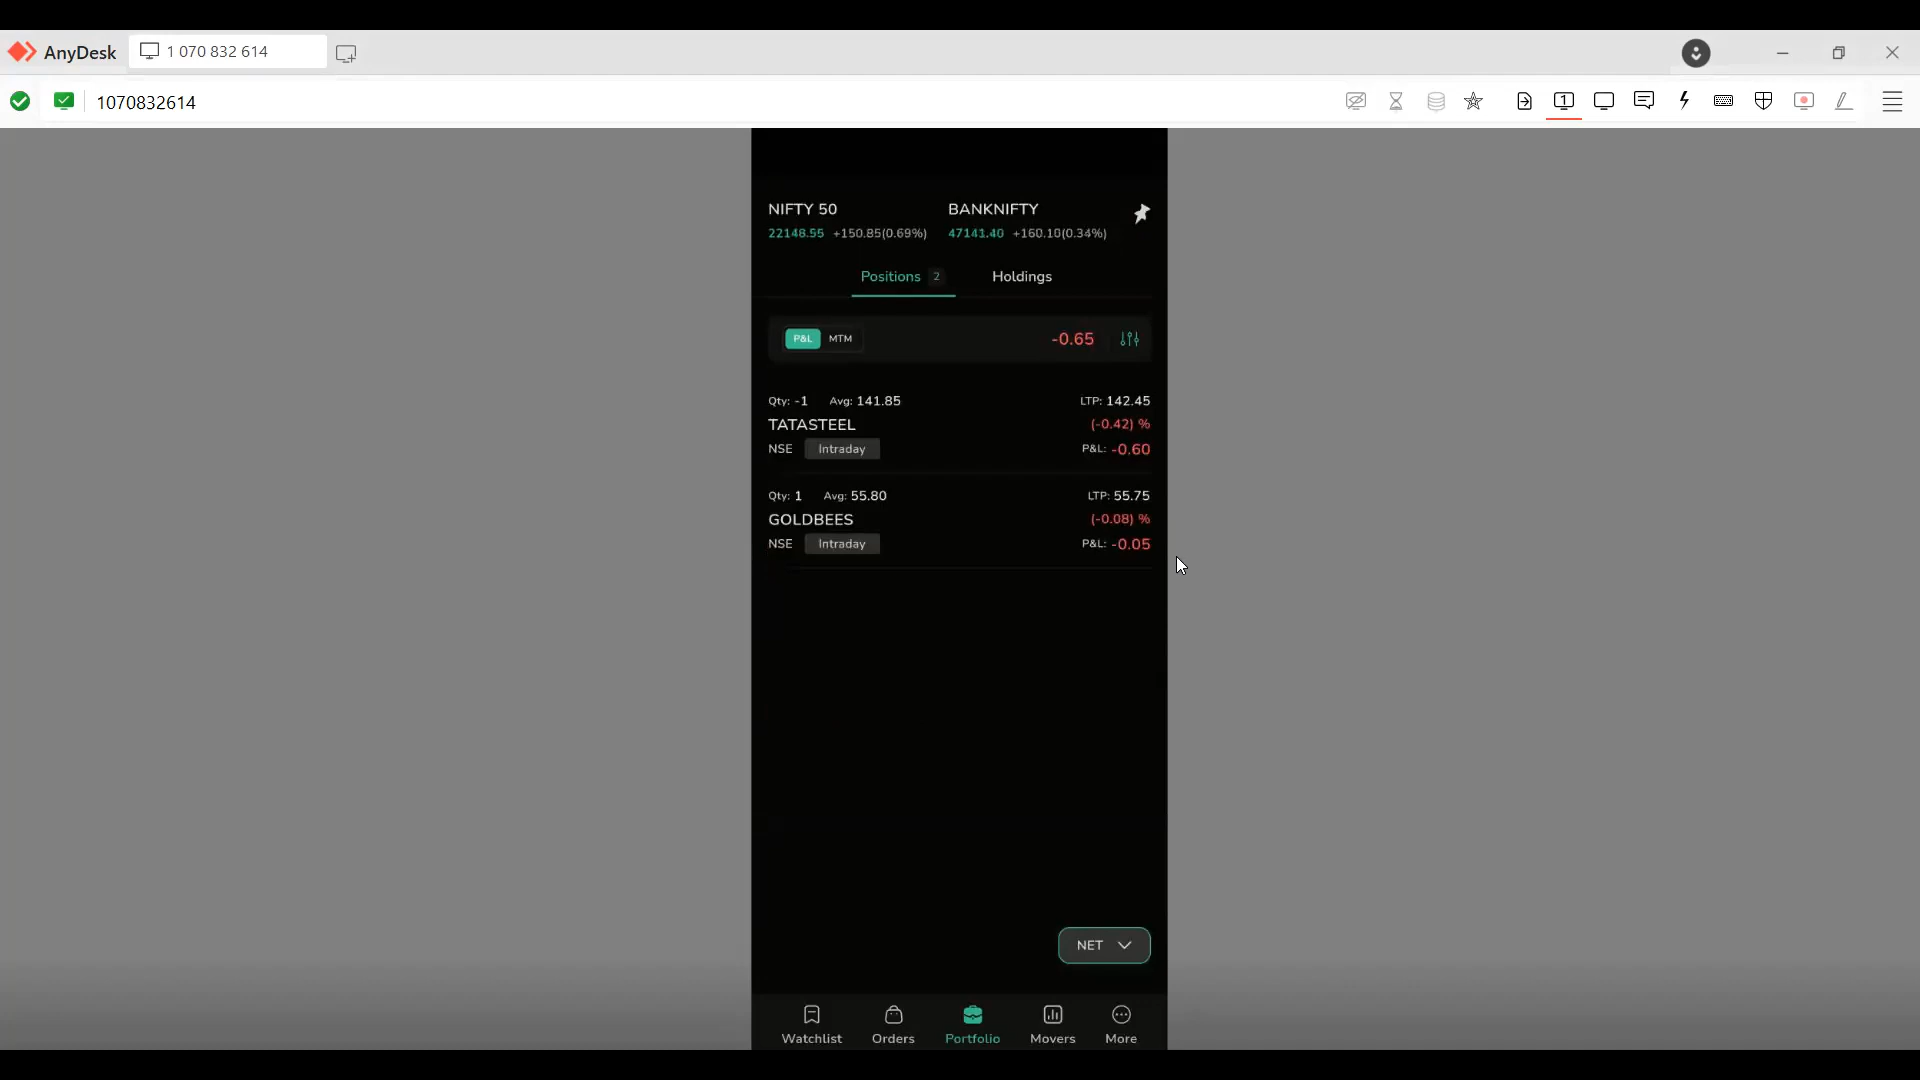 AnyDesk 1 070 832 614
1070832614 1
NIFTY 50 BANKNIFTY
22148.55 +150.85(0.69%) 47141.40 +160.10(0.34%)
Positions 2 Holdings
P&L MTM -0.65
Qty: -1 Avg: 141.85 LTP: 142.45
TATASTEEL (-0.42) %
NSE Intraday P&L: -0.60
Qty: 1 Avg: 55.80 LTP: 55.75
GOLDBEES (-0.08) %
NSE Intraday P&L: -0.05
NET
Watchlist Orders Portfolio Movers More